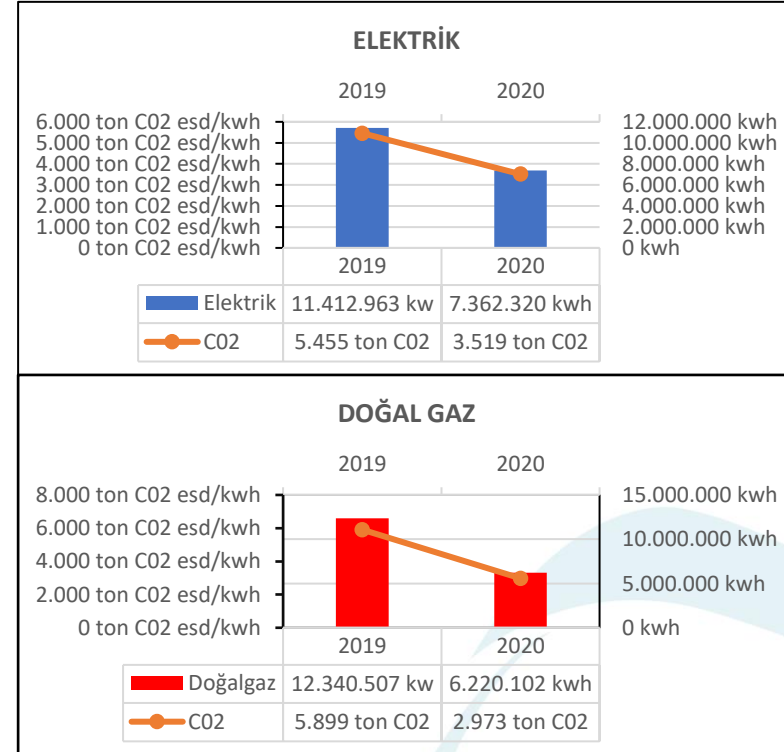 ELEKTRİK
2019 2020
6.000 ton C02 esd/kwh 12.000.000 kwh
5.000 ton C02 esd/kwh 10.000.000 kwh
4.000 ton C02 esd/kwh 8.000.000 kwh
3.000 ton C02 esd/kwh 6.000.000 kwh
2.000 ton C02 esd/kwh 4.000.000 kwh
1.000 ton C02 esd/kwh 2.000.000 kwh
0 ton C02 esd/kwh 0 kwh
2019 2020
Elektrik 11.412.963 kw 7.362.320 kwh
C02 5.455 ton C02 3.519 ton C02
DOĞAL GAZ
2019 2020
8.000 ton C02 esd/kwh 15.000.000 kwh
6.000 ton C02 esd/kwh 10.000.000 kwh
4.000 ton C02 esd/kwh 5.000.000 kwh
2.000 ton C02 esd/kwh
0 ton C02 esd/kwh 0 kwh
2019 2020
Doğalgaz 12.340.507 kw 6.220.102 kwh
C02 5.899 ton C02 2.973 ton C02